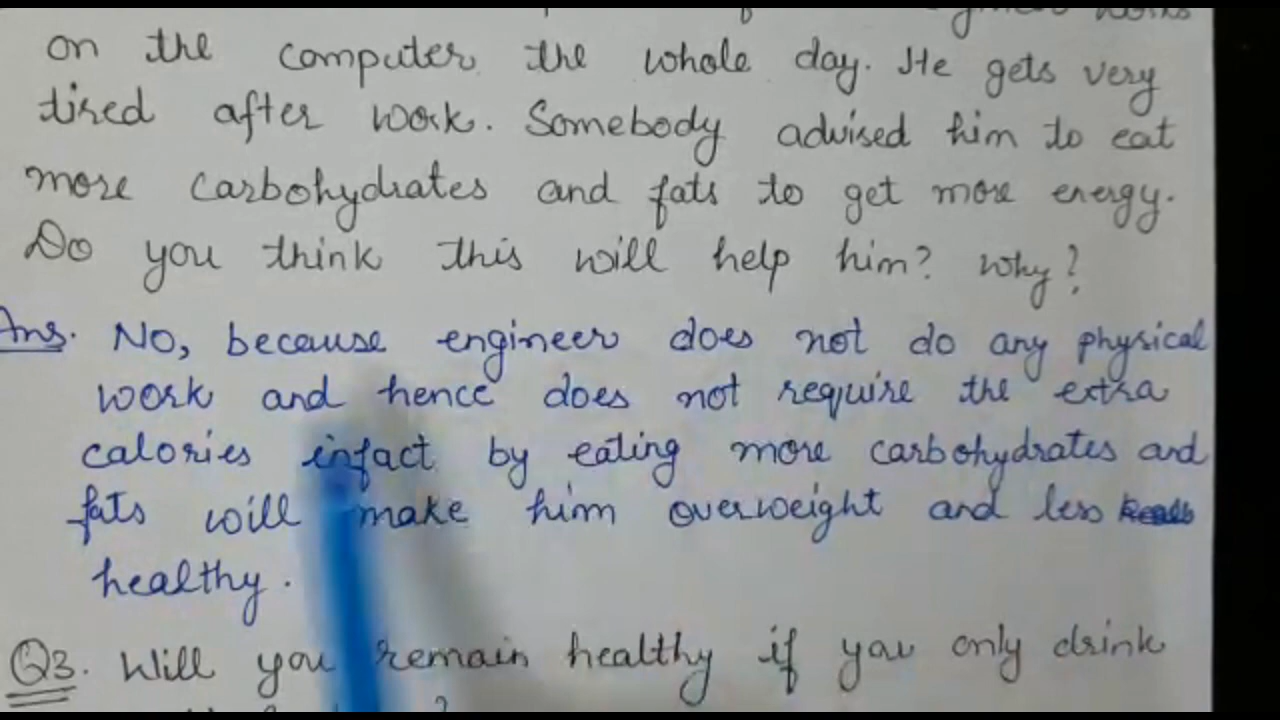 on the computer the whole day. He gets very
tired after work. Somebody advised him to eat
more carbohydrates and fats to get more energy.
Do you think this will help him? Why?
Ans. No, because engineer does not do any physical
work and hence does not require the extra
calories infact by eating more carbohydrates and
fats will make him overweight and less
healthy.
Q3. Will you remain healthy if you only drink